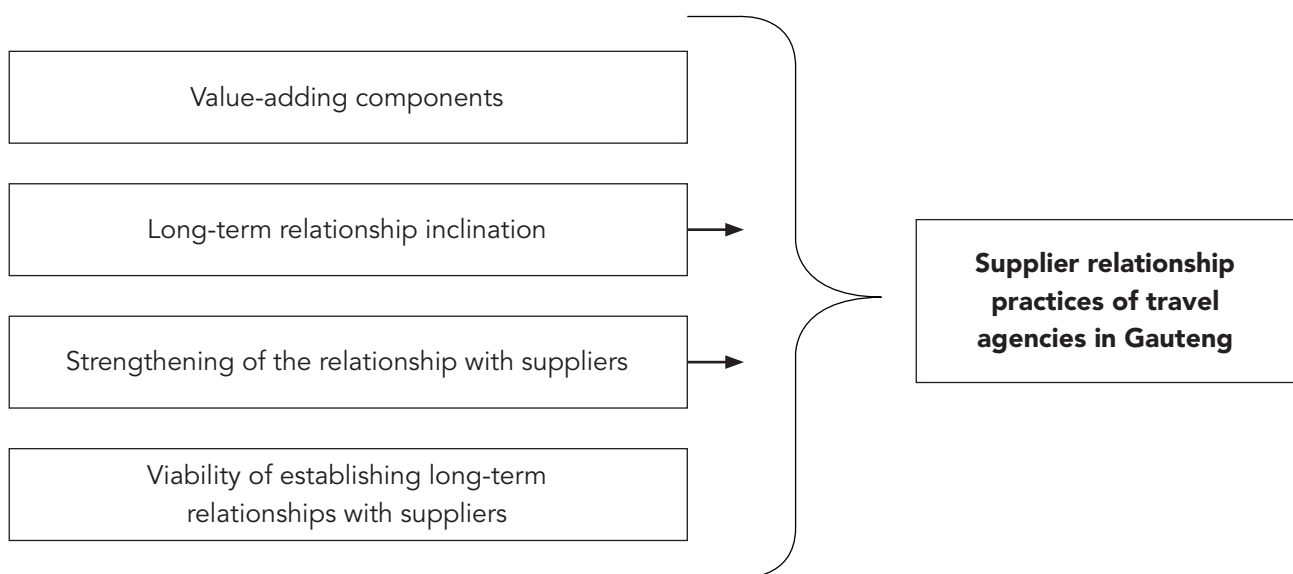 Value-adding components
Long-term relationship inclination
Strengthening of the relationship with suppliers
Viability of establishing long-term
relationships with suppliers
Supplier relationship
practices of travel
agencies in Gauteng